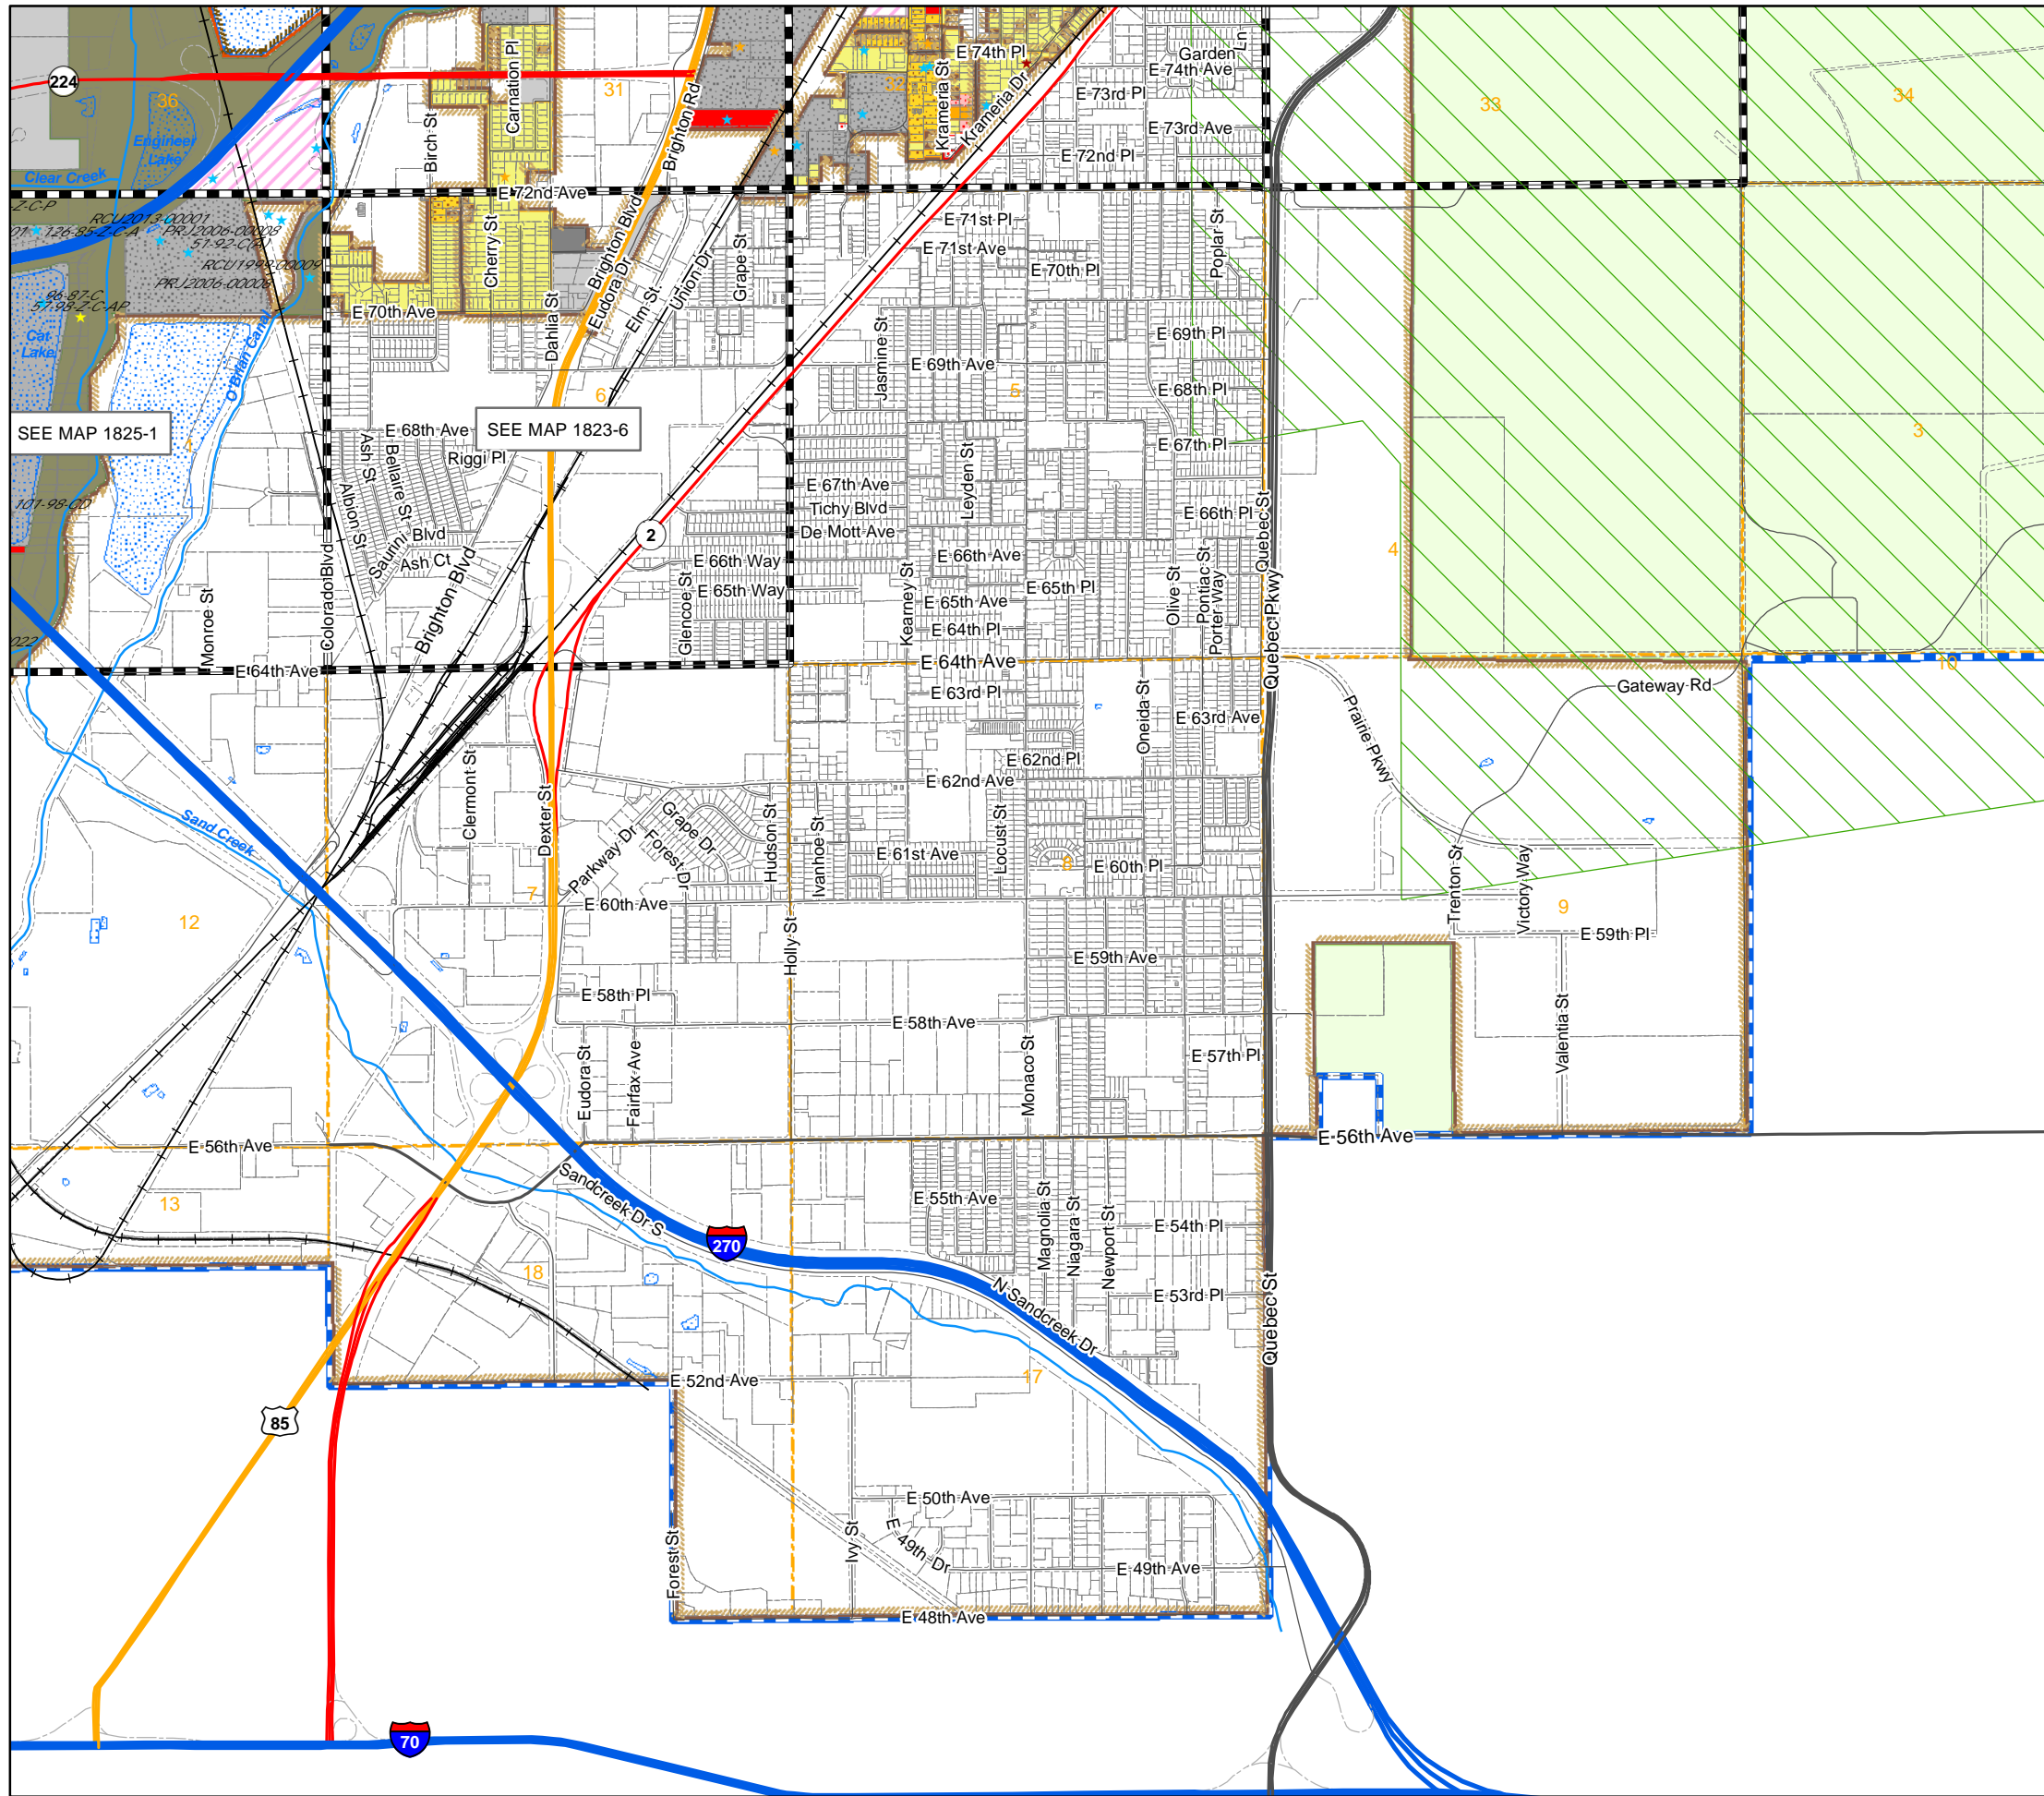 E 74th Pl
Garden Ln
E 74th Ave
224
36
31
32
33
34
Carnation Pl
Birch St
Brighton Rd
Krameria St
Krameria Dr
E 73rd Pl
E 73rd Ave
E 72nd Pl
Engineer
Lake
Clear Creek
E 72nd Ave
-Z-C-P
RCU2013-00001
126-85-Z-C-A
PRJ2006-00008
51-92-C(A)
RCU1998-00009
PRJ2006-00008
96-87-C
57-98-Z-C-AP
Cat
Lake
O'Brian Canal
Cherry St
Dahlia St
Brighton Blvd
Eudora Dr
Elm St
Union Dr
Grape St
E 71st Pl
E 71st Ave
E 70th Pl
Poplar St
E 70th Ave
E 69th Pl
Jasmine St
E 69th Ave
E 68th Pl
6
5
3
1
4
SEE MAP 1825-1
SEE MAP 1823-6
E 68th Ave
Riggi Pl
Ash St
Bellaire St
Albion St
Saurini Blvd
Ash Ct
Brighton Blvd
E 67th Pl
E 67th Ave
Leyden St
Tichy Blvd
De Mott Ave
E 66th Pl
E 66th Ave
E 66th Way
E 65th Way
E 65th Pl
E 65th Ave
E 64th Pl
101-98-CD
2
Monroe St
Colorado Blvd
Glencoe St
Kearney St
Olive St
Pontiac St
Porter Way
Quebec St
Quebec Pkwy
022
E 64th Ave
E 64th Ave
10
Gateway Rd
E 63rd Pl
E 63rd Ave
Oneida St
Prairie Pkwy
E 62nd Pl
E 62nd Ave
Clermont St
Dexter St
Sand Creek
Parkway Dr
Grape Dr
Forest Dr
Hudson St
Ivanhoe St
Locust St
E 61st Ave
8
E 60th Pl
E 60th Ave
7
12
9
Trenton St
Victory Way
E 59th Pl
Holly St
E 59th Ave
E 58th Pl
E 58th Ave
Eudora St
Fairfax Ave
Monaco St
E 57th Pl
Valentia St
E 56th Ave
E 56th Ave
13
Sandcreek Dr S
E 55th Ave
Magnolia St
Niagara St
Newport St
E 54th Pl
270
18
N Sandcreek Dr
E 53rd Pl
Quebec St
E 52nd Ave
17
85
E 50th Ave
Forest St
Ivy St
E 49th Dr
E 49th Ave
E 48th Ave
70